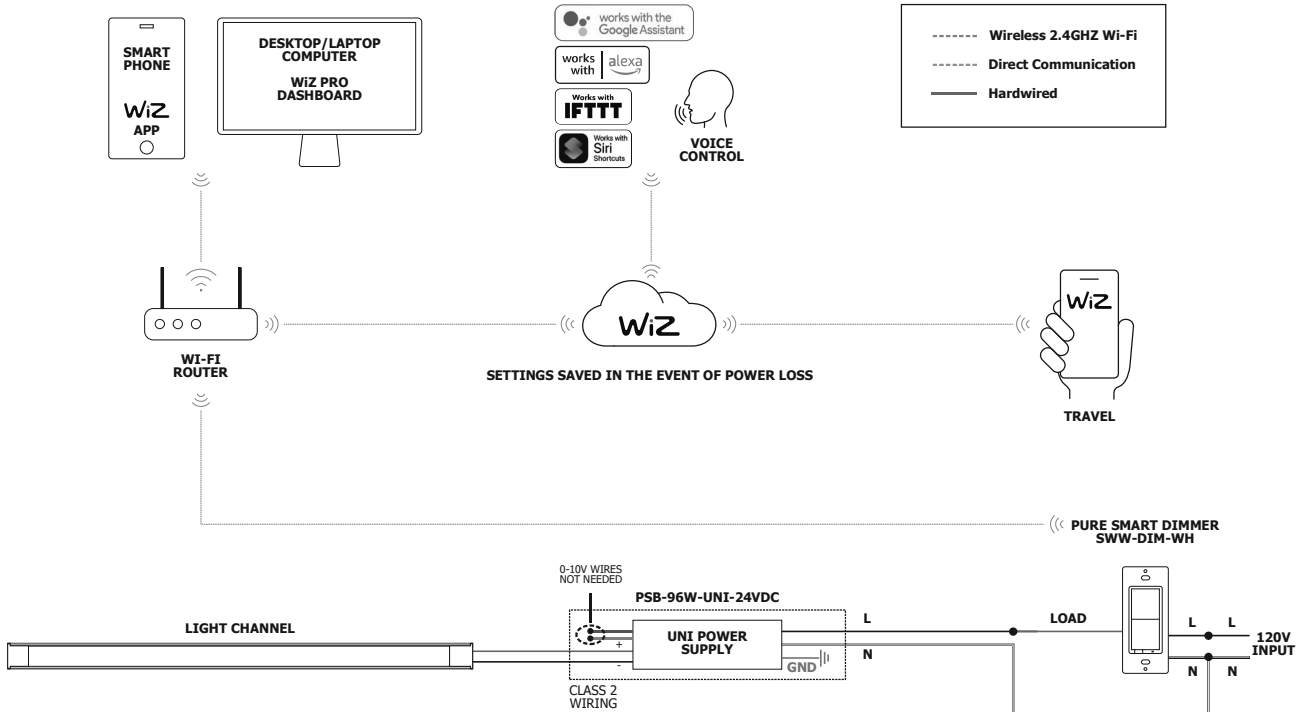 SMART
PHONE
WiZ
APP
DESKTOP/LAPTOP
COMPUTER
WiZ PRO
DASHBOARD
works with the
Google Assistant
works
with
alexa
Works with
IFTTT
Works with
Siri
Shortcuts
VOICE
CONTROL
Wireless 2.4GHZ Wi-Fi
Direct Communication
Hardwired
WI-FI
ROUTER
WiZ
SETTINGS SAVED IN THE EVENT OF POWER LOSS
WiZ
TRAVEL
PURE SMART DIMMER
SWW-DIM-WH
0-10V WIRES
NOT NEEDED
PSB-96W-UNI-24VDC
LIGHT CHANNEL
+
-
UNI POWER
SUPPLY
GND
L
N
LOAD
L L
N N
120V
INPUT
CLASS 2
WIRING